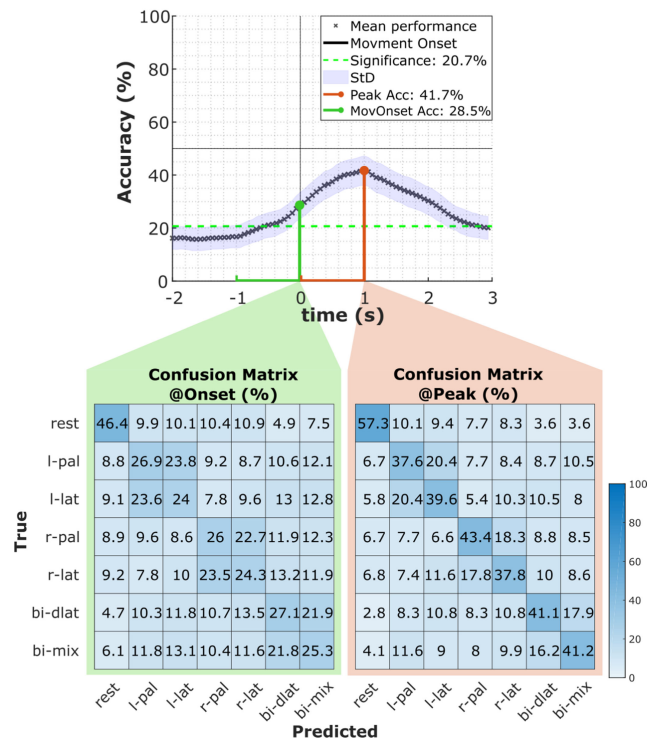 Accuracy (%)
100
80
60
40
20
0
Mean performance
Movment Onset
Significance: 20.7%
StD
Peak Acc: 41.7%
MovOnset Acc: 28.5%
-2 -1 0 1 2 3
time (s)
Confusion Matrix
@Onset (%)
Confusion Matrix
@Peak (%)
True
rest 46.4 9.9 10.1 10.4 10.9 4.9 7.5 57.3 10.1 9.4 7.7 8.3 3.6 3.6
l-pal 8.8 26.9 23.8 9.2 8.7 10.6 12.1 6.7 37.6 20.4 7.7 8.4 8.7 10.5
l-lat 9.1 23.6 24 7.8 9.6 13 12.8 5.8 20.4 39.6 5.4 10.3 10.5 8
r-pal 8.9 9.6 8.6 26 22.7 11.9 12.3 6.7 7.7 6.6 43.4 18.3 8.8 8.5
r-lat 9.2 7.8 10 23.5 24.3 13.2 11.9 6.8 7.4 11.6 17.8 37.8 10 8.6
bi-dlat 4.7 10.3 11.8 10.7 13.5 27.1 21.9 2.8 8.3 10.8 8.3 10.8 41.1 17.9
bi-mix 6.1 11.8 13.1 10.4 11.6 21.8 25.3 4.1 11.6 9 8 9.9 16.2 41.2
rest l-pal l-lat r-pal r-lat bi-dlat bi-mix rest l-pal l-lat r-pal r-lat bi-dlat bi-mix
Predicted
100
80
60
40
20
0